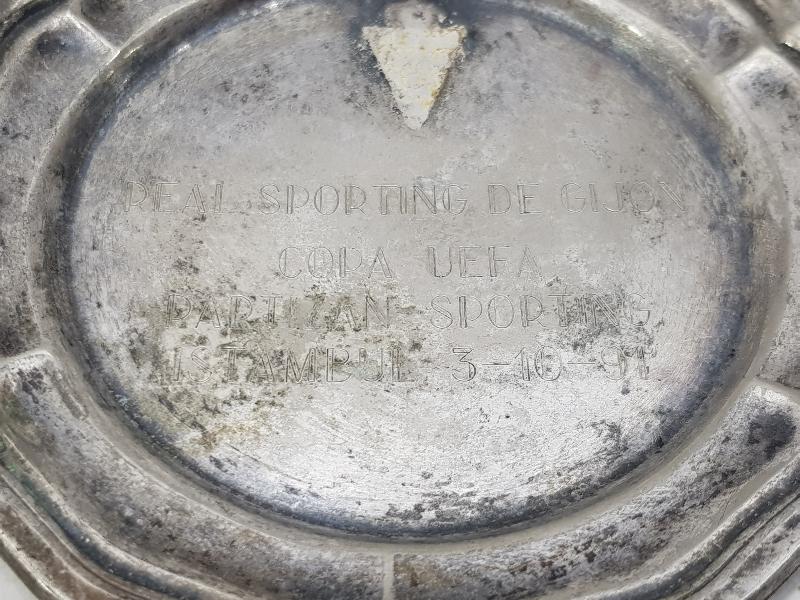 REAL SPORTING DE GIJON
COPA UEFA
PARTIZAN-SPORTING
ISTAMBUL 3-10-91